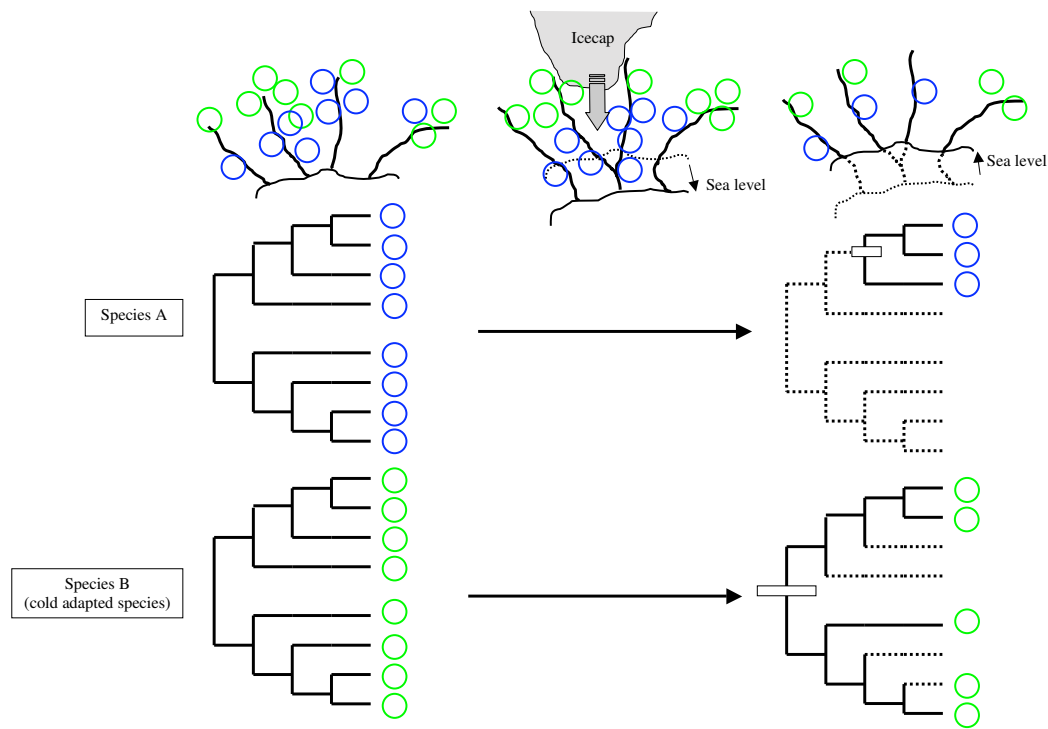 Icecap
Sea level
Sea level
Species A
Species B
(cold adapted species)